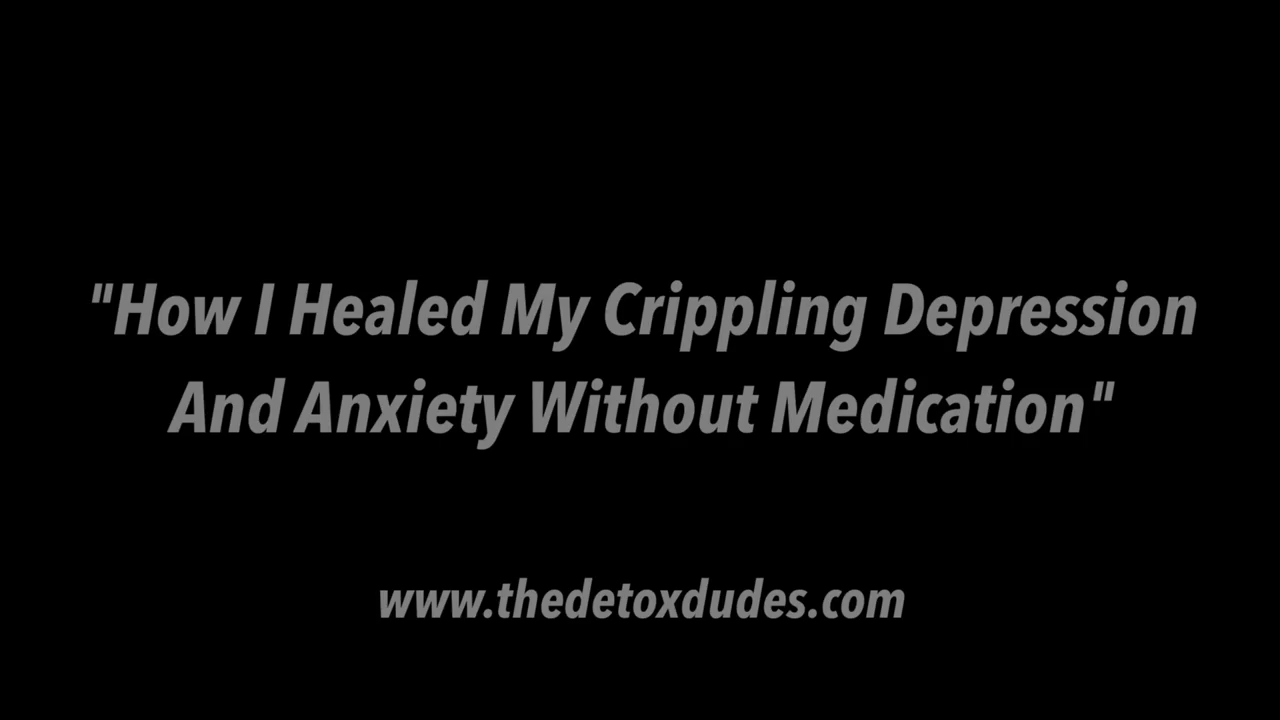 "How I Healed My Crippling Depression
And Anxiety Without Medication"
www.thedetoxdudes.com